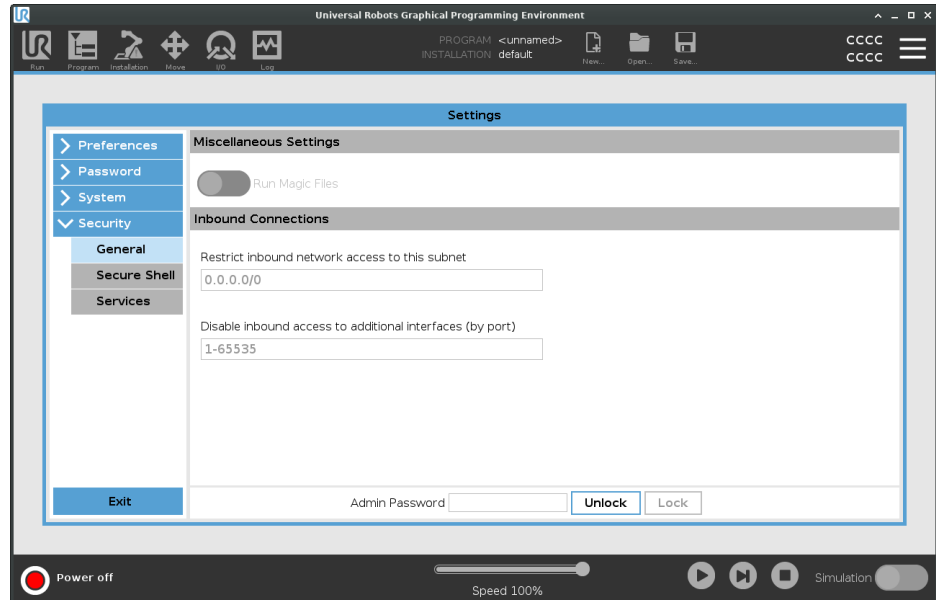 Universal Robots Graphical Programming Environment
UR
Run
Program
Installation
Move
I/O
Log
PROGRAM <unnamed>
INSTALLATION default
New...
Open...
Save...
CCCC
CCCC
Settings
Preferences
Password
System
Security
General
Secure Shell
Services
Exit
Miscellaneous Settings
Run Magic Files
Inbound Connections
Restrict inbound network access to this subnet
0.0.0.0/0
Disable inbound access to additional interfaces (by port)
1-65535
Admin Password
Unlock
Lock
Power off
Speed 100%
Simulation